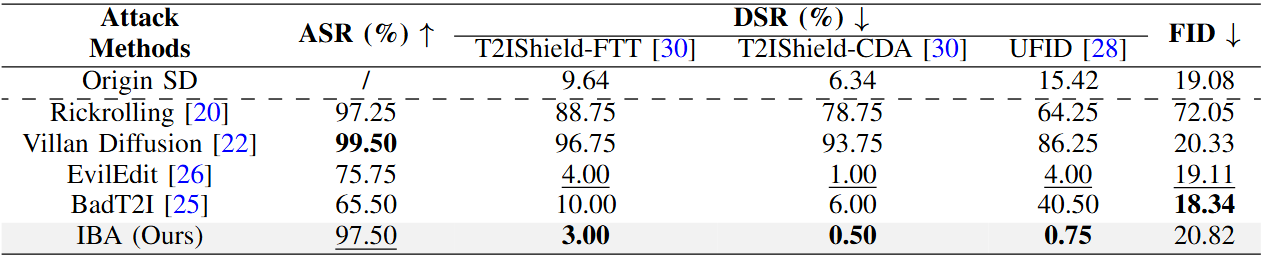 Attack Methods ASR (%) ↑ DSR (%) ↓ FID ↓
T2IShield-FTT [30] T2IShield-CDA [30] UFID [28]
Origin SD / 9.64 6.34 15.42 19.08
Rickrolling [20] 97.25 88.75 78.75 64.25 72.05
Villan Diffusion [22] 99.50 96.75 93.75 86.25 20.33
EvilEdit [26] 75.75 4.00 1.00 4.00 19.11
BadT2I [25] 65.50 10.00 6.00 40.50 18.34
IBA (Ours) 97.50 3.00 0.50 0.75 20.82